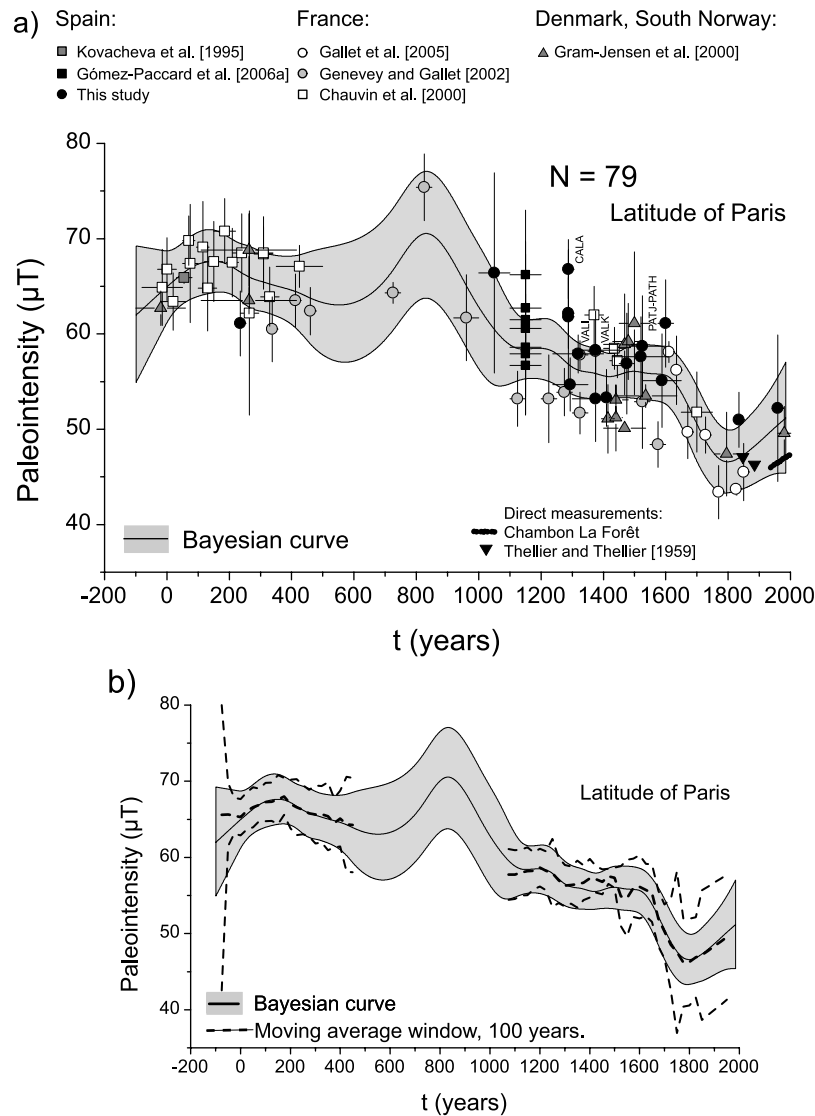 a)
Spain:
Kovacheva et al. [1995]
Gómez-Paccard et al. [2006a]
This study
France:
Gallet et al. [2005]
Genevey and Gallet [2002]
Chauvin et al. [2000]
Denmark, South Norway:
Gram-Jensen et al. [2000]
80
70
60
50
40
Paleointensity (µT)
N = 79
Latitude of Paris
CALA
VALI
VALK
PATJ-PATH
Bayesian curve
Direct measurements:
Chambon La Forêt
Thellier and Thellier [1959]
-200 0 200 400 600 800 1000 1200 1400 1600 1800 2000
t (years)
b)
80
70
60
50
40
Paleointensity (µT)
Latitude of Paris
Bayesian curve
Moving average window, 100 years.
-200 0 200 400 600 800 1000 1200 1400 1600 1800 2000
t (years)